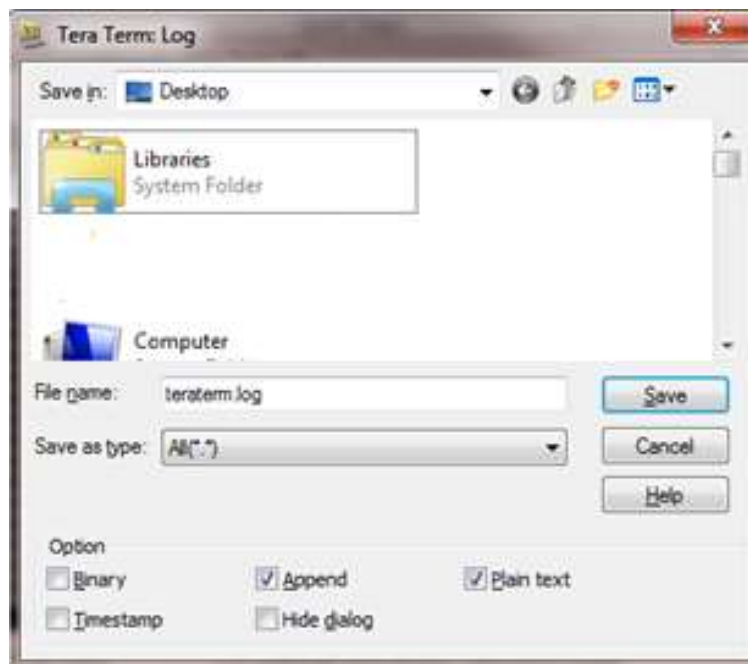 Tera Term: Log
Save in: Desktop
Libraries
System Folder
Computer
File name: teraterm.log Save
Save as type: All(*.*) Cancel
Help
Option
Binary Append Plain text
Timestamp Hide dialog